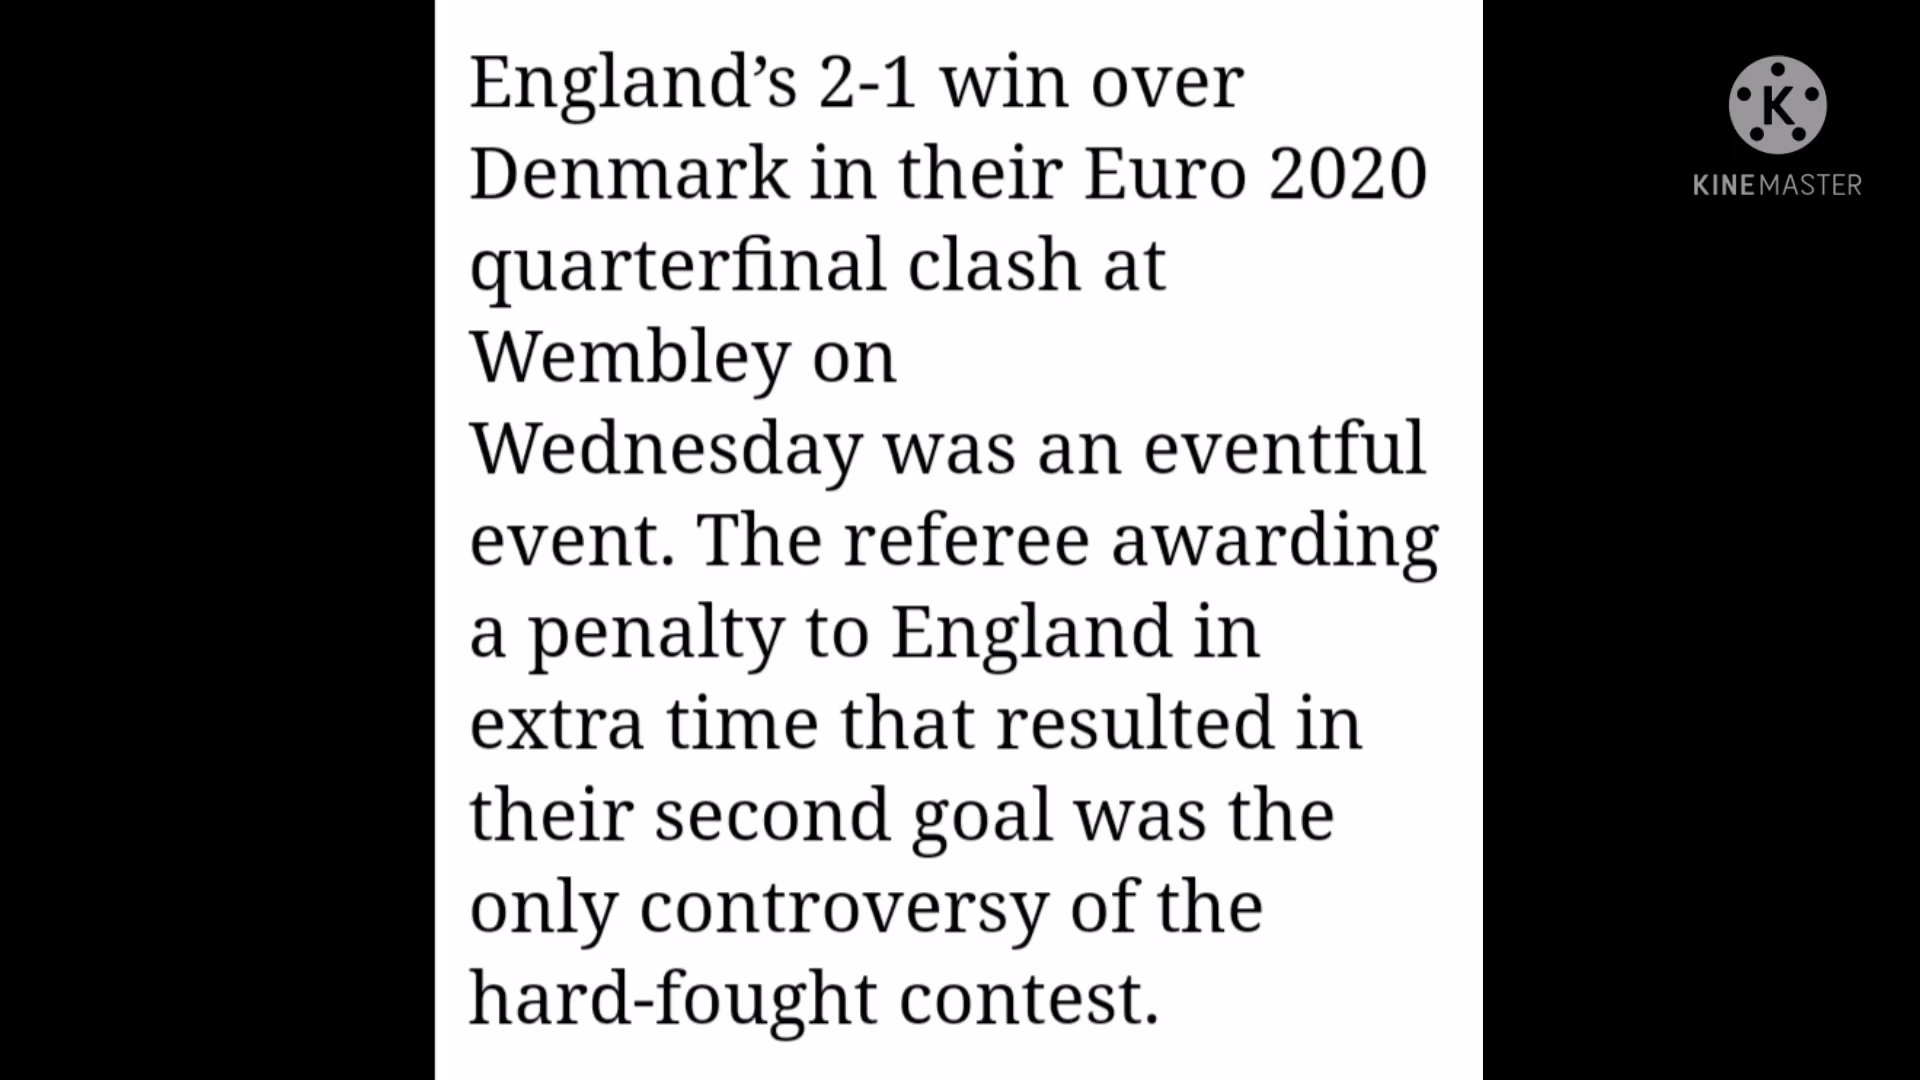 England’s 2-1 win over
Denmark in their Euro 2020
quarterfinal clash at
Wembley on
Wednesday was an eventful
event. The referee awarding
a penalty to England in
extra time that resulted in
their second goal was the
only controversy of the
hard-fought contest.
K
KINEMASTER